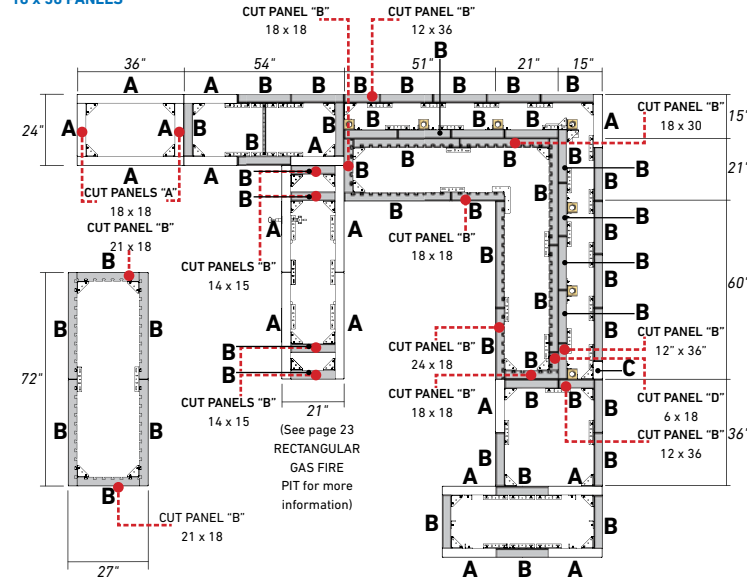 CUT PANEL "B"
18 x 18
CUT PANEL "B"
12 x 36
36"
54"
51"
21"
15"
A
A
B
B
B
B
B
B
B
B
24"
A
A
B
B
B
A
B
A
CUT PANEL "B"
18 x 30
15"
A
A
B
B
B
B
B
B
B
21"
CUT PANELS "A"
18 x 18
CUT PANEL "B"
21 x 18
B
B
B
B
CUT PANEL "B"
18 x 18
A
A
CUT PANELS "B"
14 x 15
B
B
B
B
B
B
B
B
60"
72"
B
B
B
B
A
A
B
B
CUT PANELS "B"
14 x 15
CUT PANEL "B"
24 x 18
CUT PANEL "B"
18 x 18
B
B
B
B
C
CUT PANEL "B"
12" x 36"
CUT PANEL "D"
6 x 18
CUT PANEL "B"
12 x 36
21"
(See page 23
RECTANGULAR
GAS FIRE
PIT for more
information)
A
B
B
B
B
36"
B
CUT PANEL "B"
21 x 18
27"
A
B
A
B
B
A
B
A